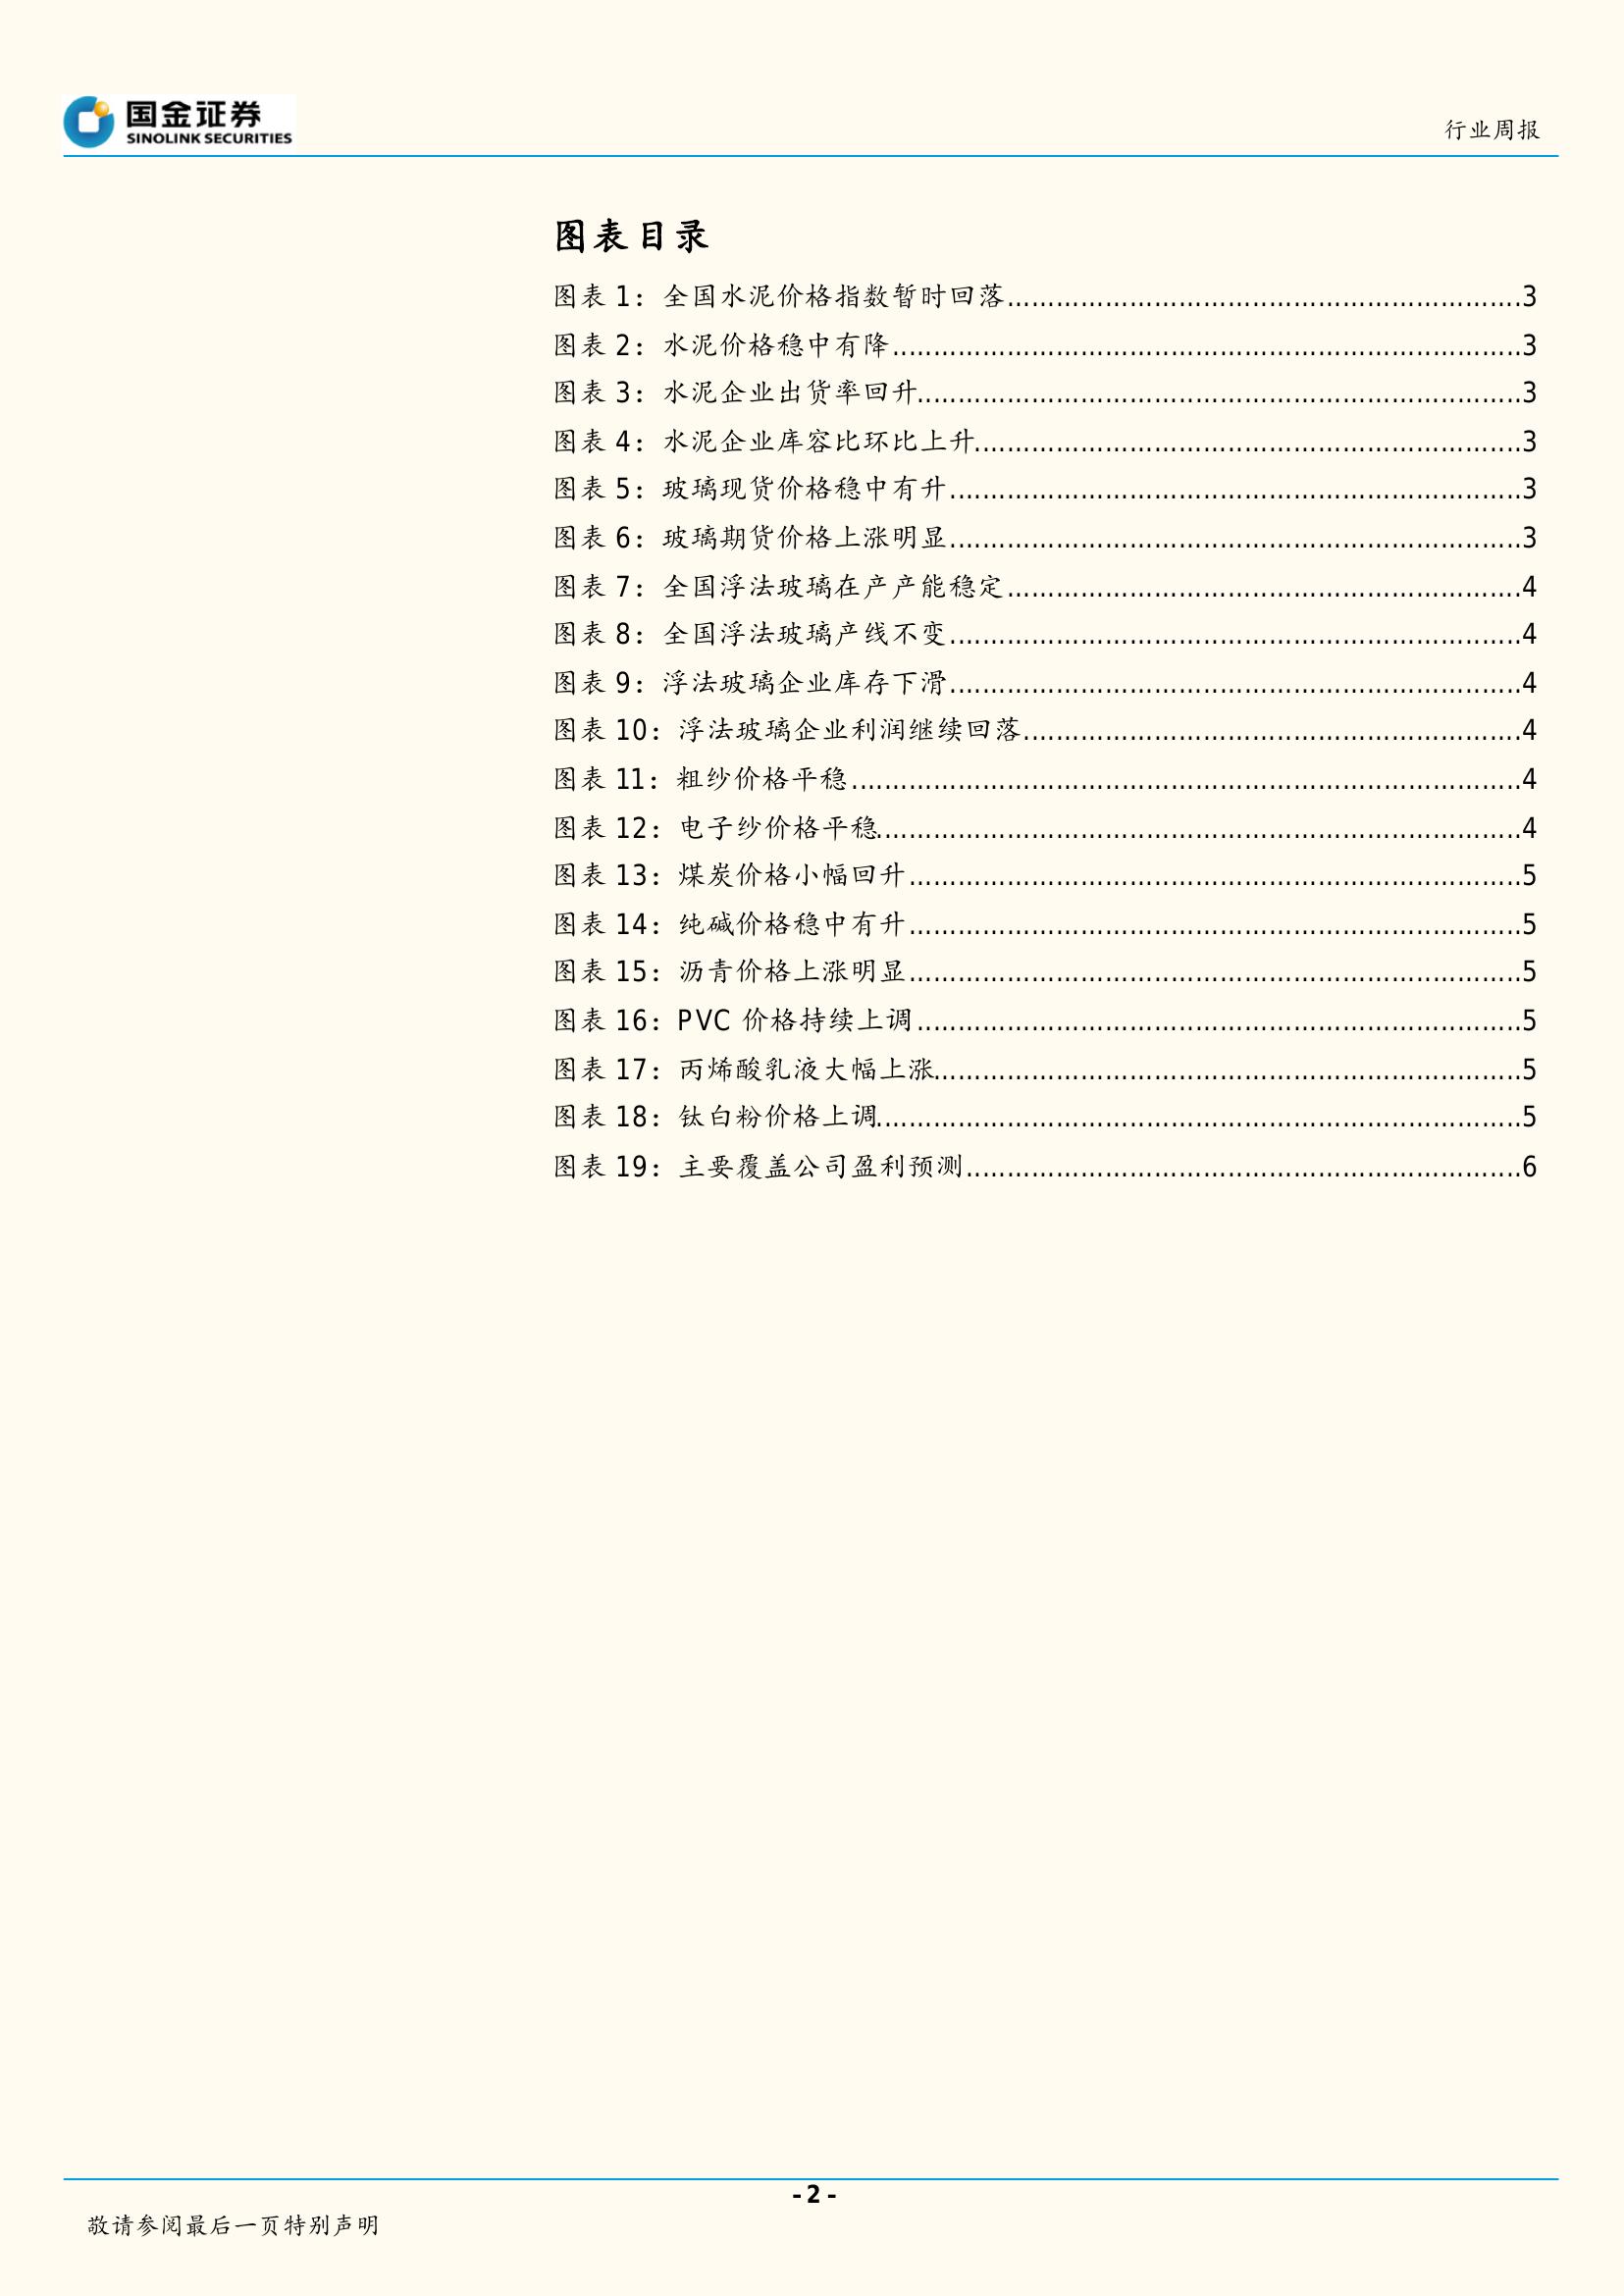 国金证券
SINOLINK SECURITIES
行业周报
图表目录
图表 1：全国水泥价格指数暂时回落.......................................................3
图表 2：水泥价格稳中有降.......................................................3
图表 3：水泥企业出货率回升.......................................................3
图表 4：水泥企业库容比环比上升.......................................................3
图表 5：玻璃现货价格稳中有升.......................................................3
图表 6：玻璃期货价格上涨明显.......................................................3
图表 7：全国浮法玻璃在产产能稳定.......................................................4
图表 8：全国浮法玻璃产线不变.......................................................4
图表 9：浮法玻璃企业库存下滑.......................................................4
图表 10：浮法玻璃企业利润继续回落.......................................................4
图表 11：粗纱价格平稳.......................................................4
图表 12：电子纱价格平稳.......................................................4
图表 13：煤炭价格小幅回升.......................................................5
图表 14：纯碱价格稳中有升.......................................................5
图表 15：沥青价格上涨明显.......................................................5
图表 16：PVC 价格持续上调.......................................................5
图表 17：丙烯酸乳液大幅上涨.......................................................5
图表 18：钛白粉价格上调.......................................................5
图表 19：主要覆盖公司盈利预测.......................................................6
- 2 -
敬请参阅最后一页特别声明